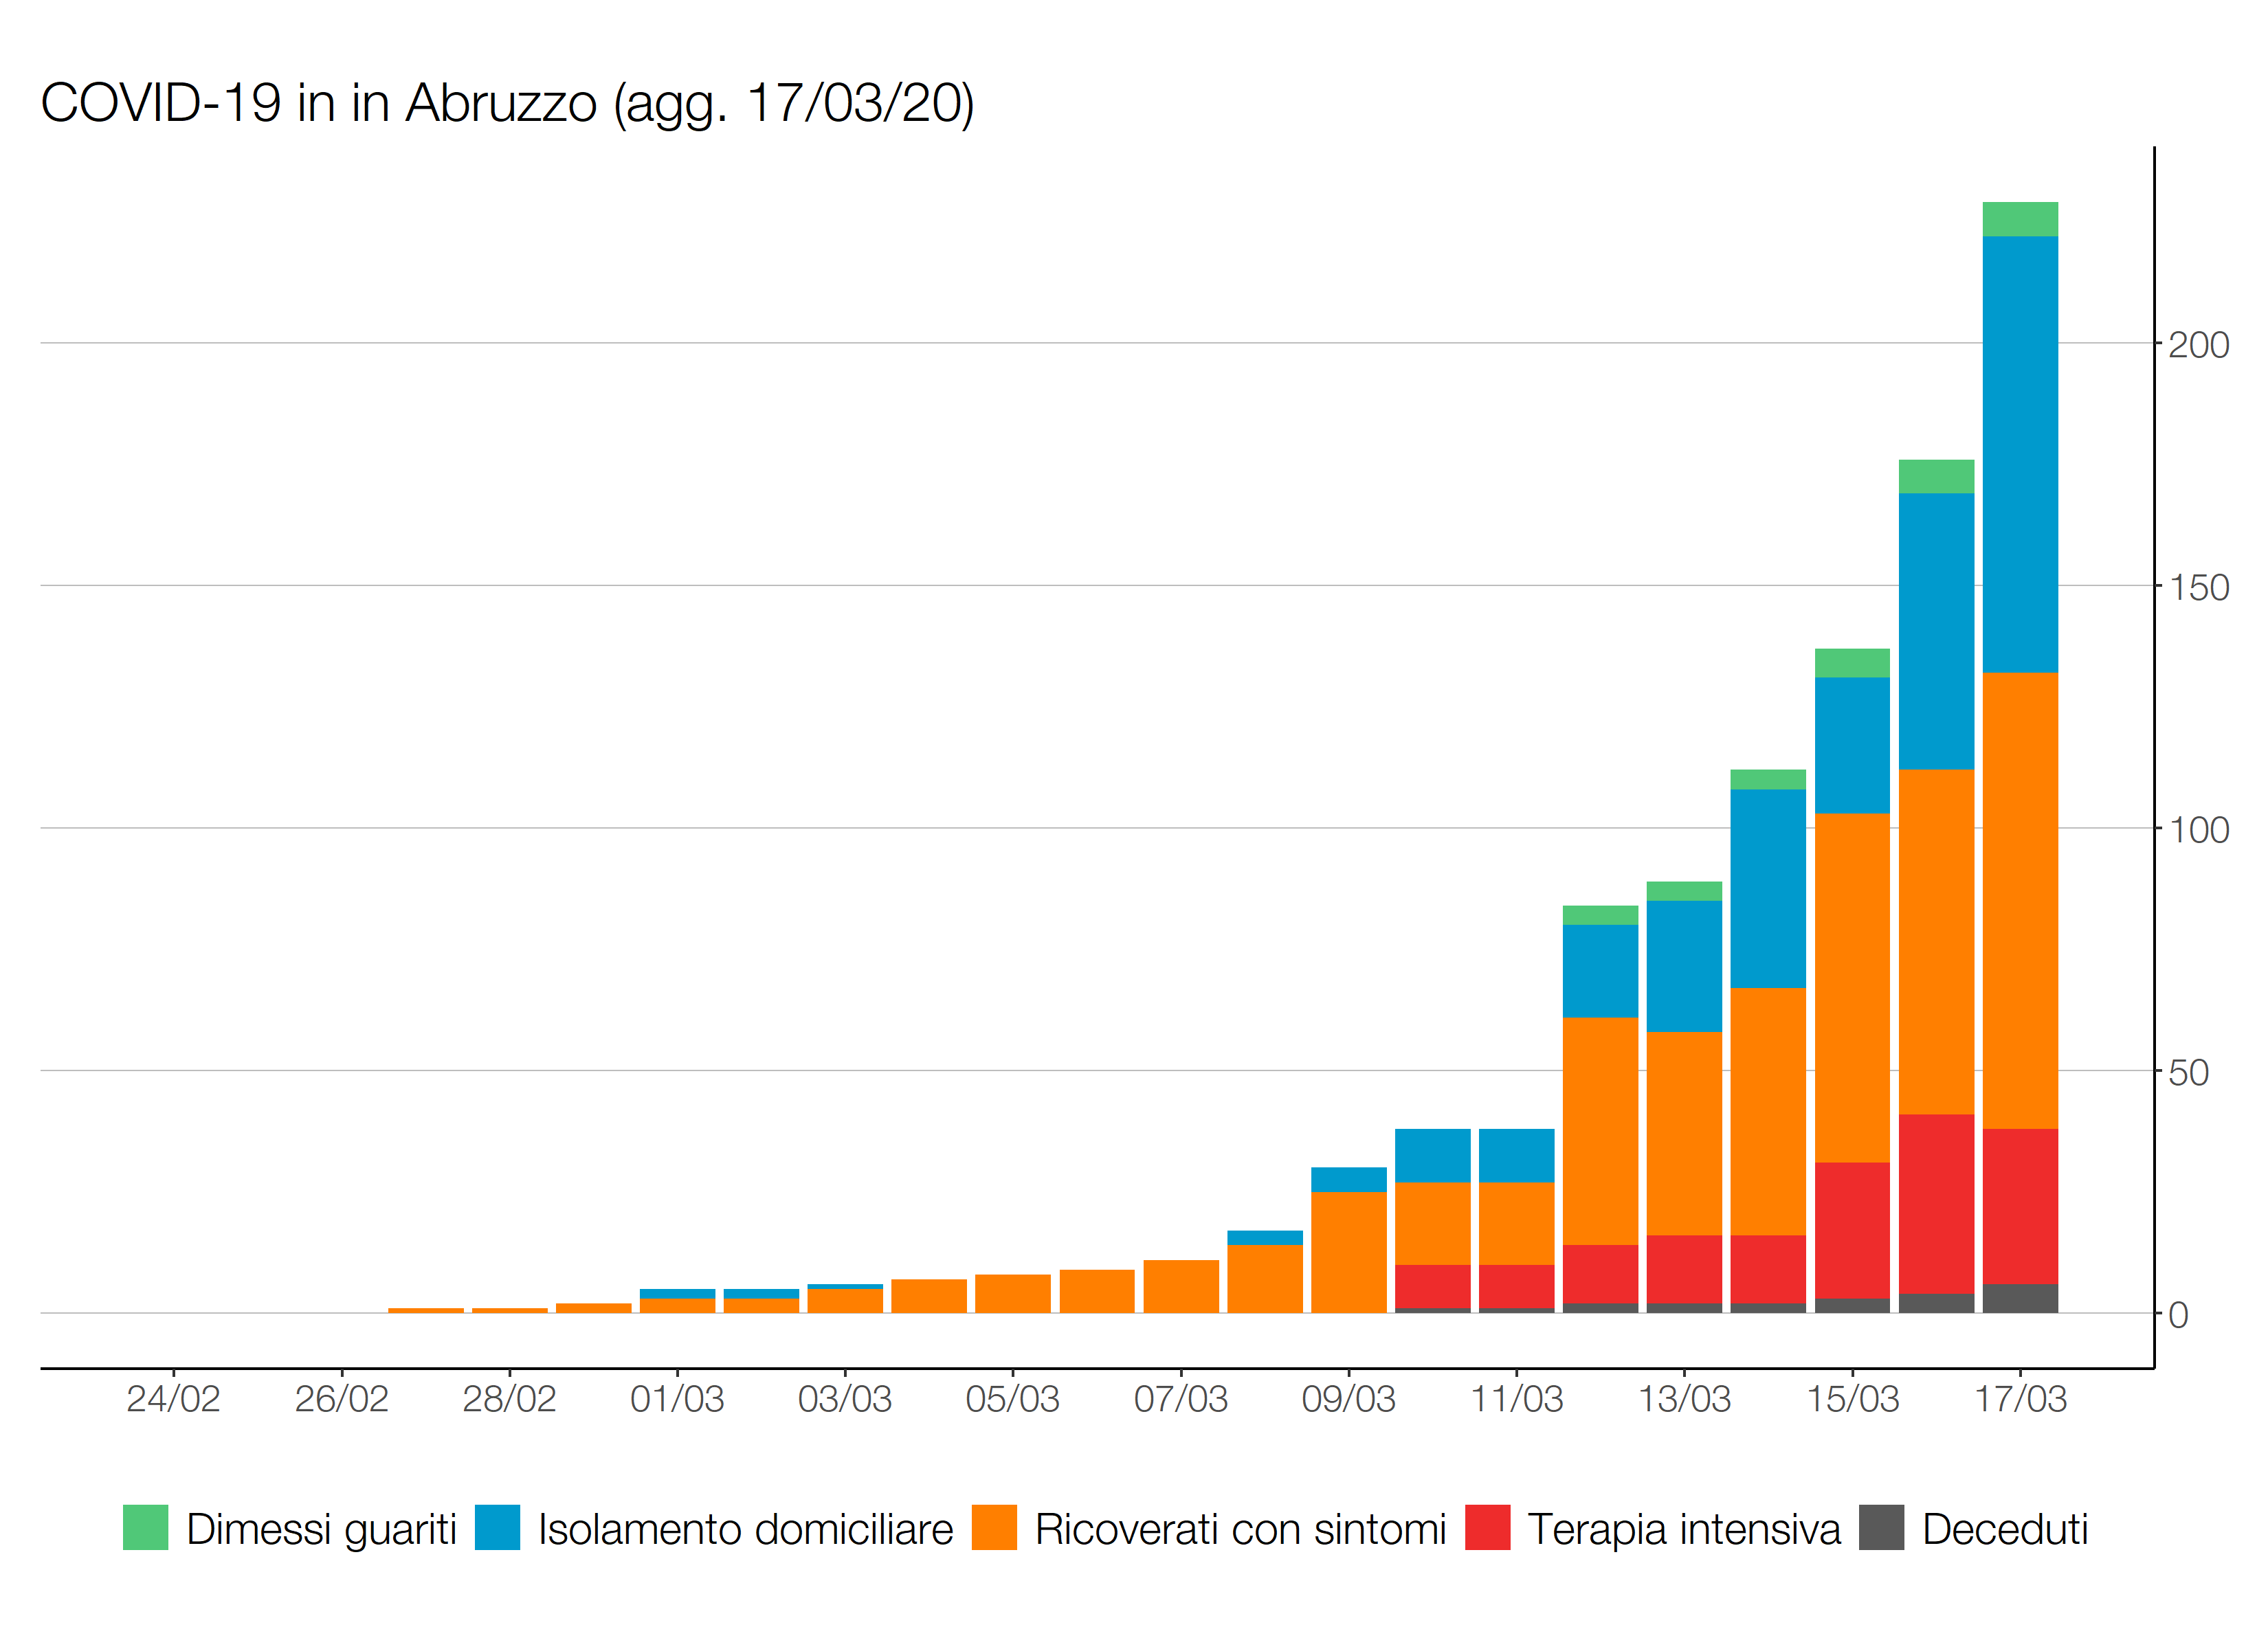 COVID-19 in in Abruzzo (agg. 17/03/20)
200
150
100
50
0
24/02 26/02 28/02 01/03 03/03 05/03 07/03 09/03 11/03 13/03 15/03 17/03
Dimessi guariti Isolamento domiciliare Ricoverati con sintomi Terapia intensiva Deceduti